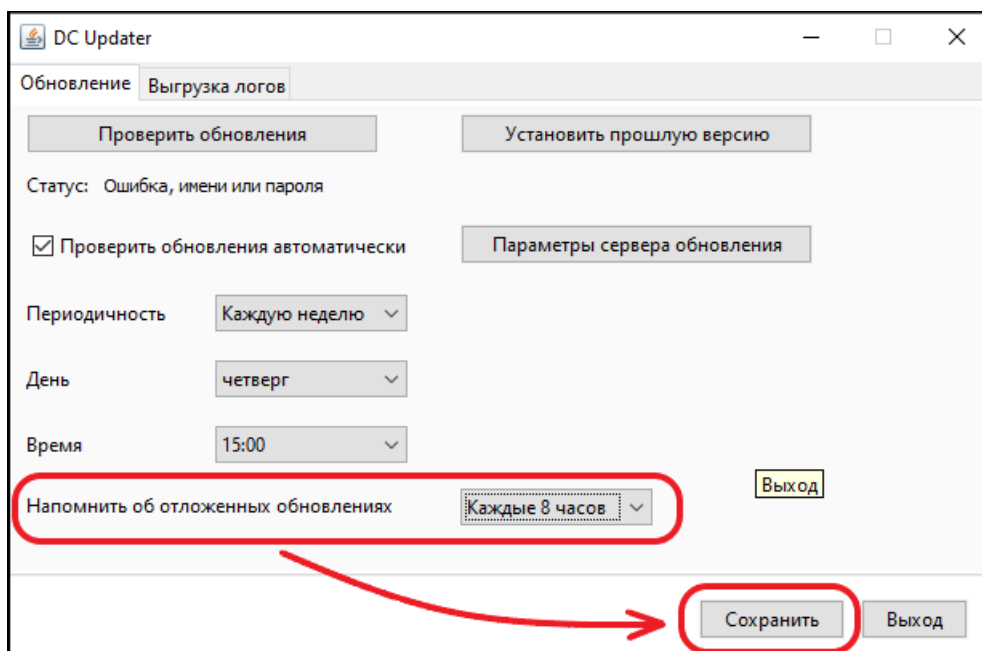 DC Updater
Обновление Выгрузка логов
Проверить обновления Установить прошлую версию
Статус: Ошибка, имени или пароля
Проверить обновления автоматически Параметры сервера обновления
Периодичность Каждую неделю
День четверг
Время 15:00
Выход
Напомнить об отложенных обновлениях Каждые 8 часов
Сохранить Выход